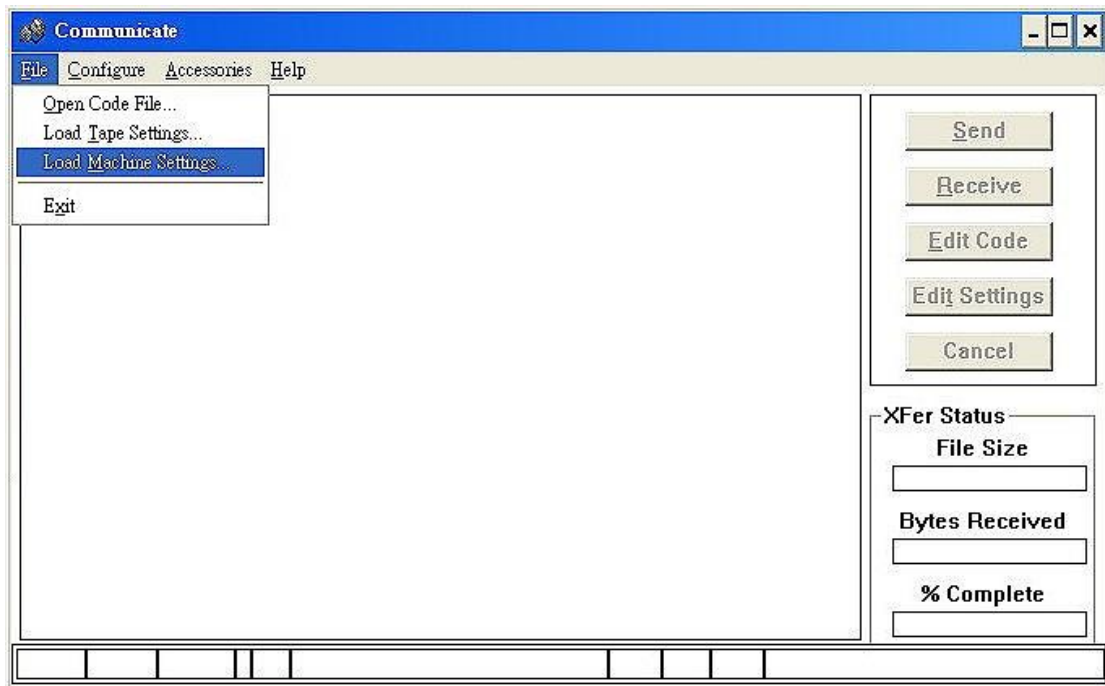 Communicate
File Configure Accessories Help
Open Code File...
Load Tape Settings...
Load Machine Settings...
Exit
Send
Receive
Edit Code
Edit Settings
Cancel
XFer Status
File Size
Bytes Received
% Complete